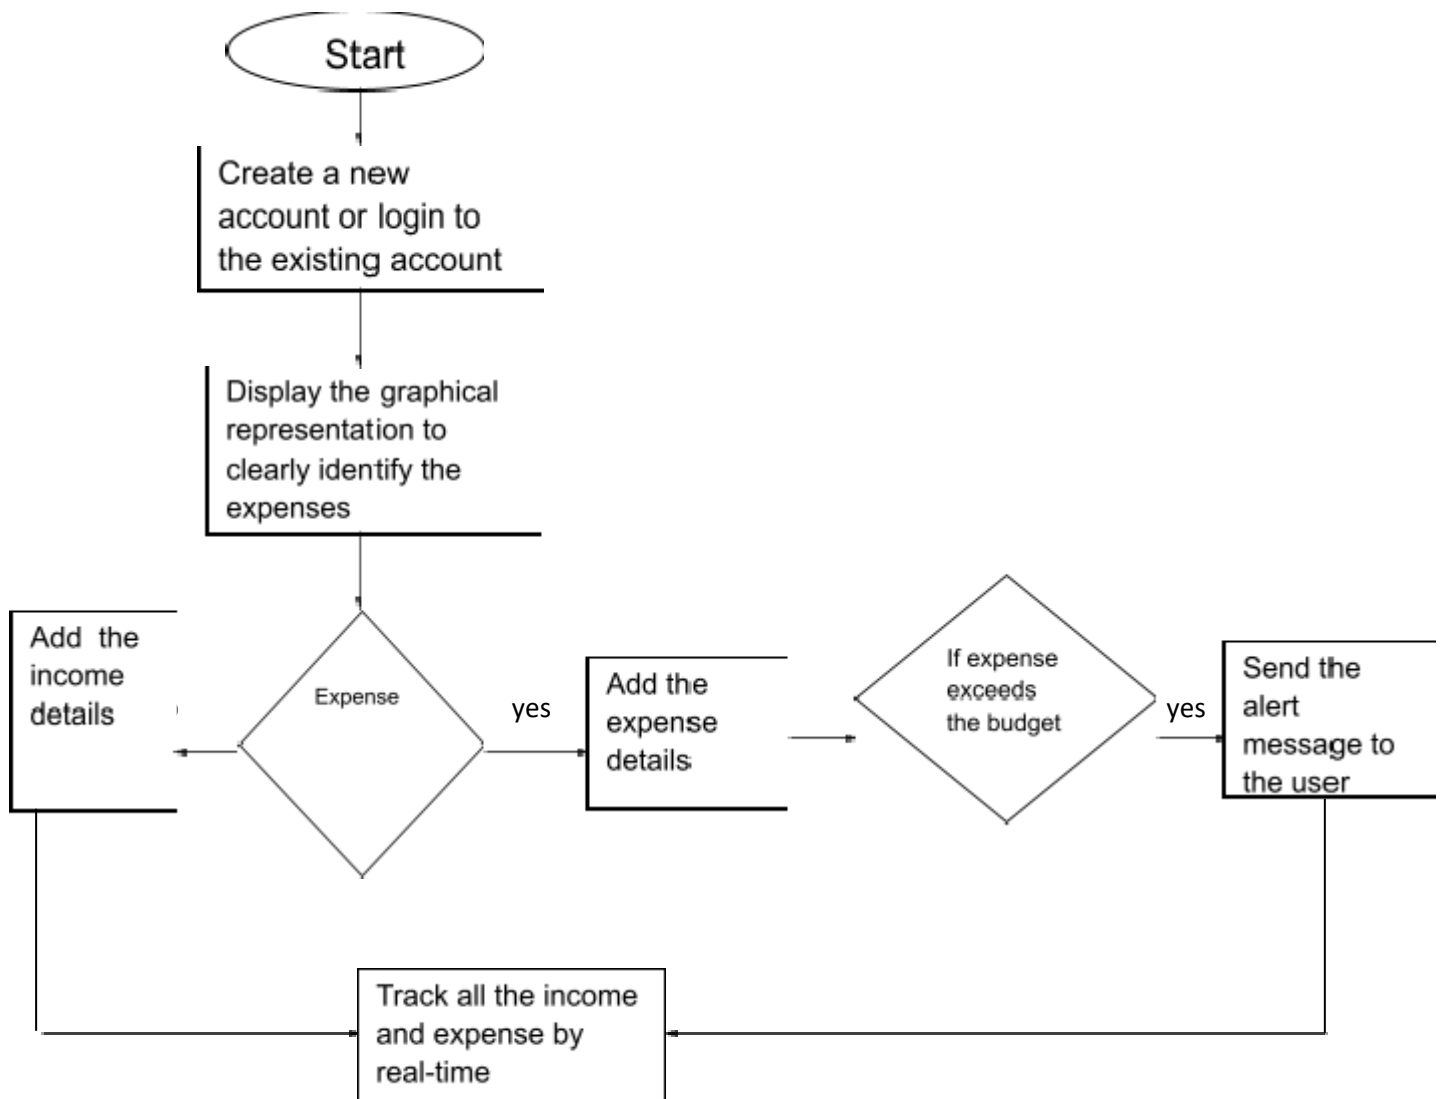 Start
Create a new
account or login to
the existing account
Display the graphical
representation to
clearly identify the
expenses
Add the
income
details
Expense
yes
Add the
expense
details
If expense
exceeds
the budget
yes
Send the
alert
message to
the user
Track all the income
and expense by
real-time